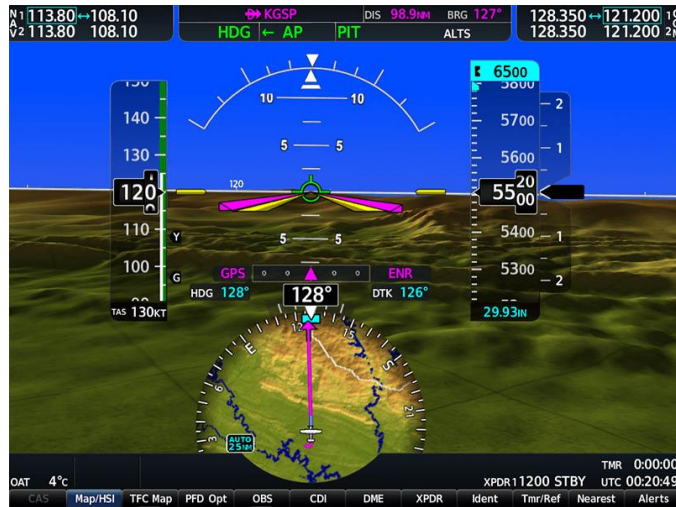 N1 113.80 ↔ 108.10
V2 113.80 108.10
KGSP DIS 98.9NM BRG 127°
HDG ← AP PIT ALTS
128.350 ↔ 121.200
128.350 121.200
6500
140
130
120
110
100
Y
G
TAS 130KT
10 10
5 5
120
5 5
5700
5600
5520
00
5400
5300
2
1
1
2
29.93IN
GPS ENR
HDG 128° 128° DTK 126°
3 6 E 12 15 S 21
AUTO
25NM
OAT 4°C
TMR 0:00:00
XPDR1 1200 STBY UTC 00:20:49
CAS Map/HSI TFC Map PFD Opt OBS CDI DME XPDR Ident Tmr/Ref Nearest Alerts